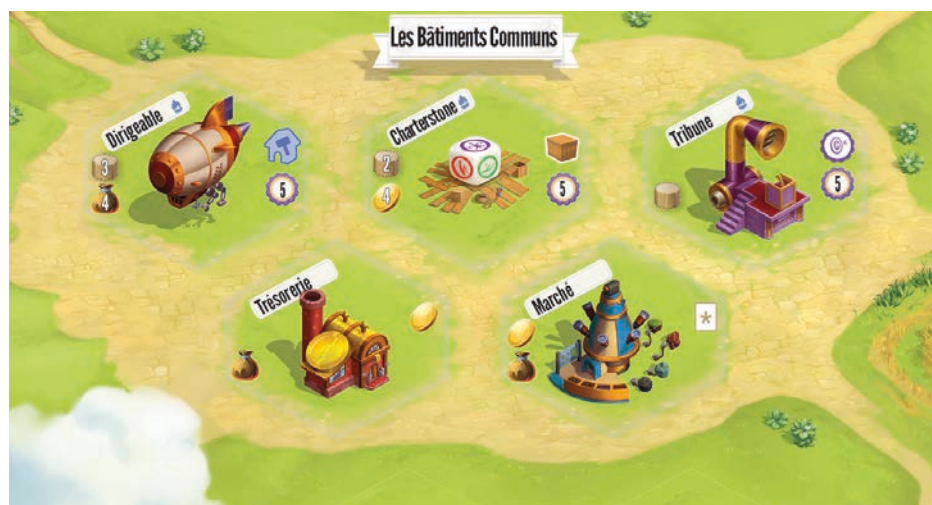 Les Bâtiments Communs
Dirigeable
3
4
5
Charterstone
2
4
5
Tribune
5
Trésorerie
Marché
*